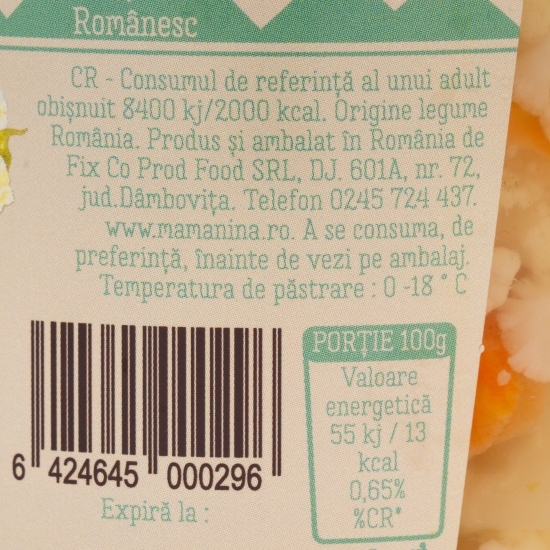 Românesc
CR - Consumul de referință al unui adult
obișnuit 8400 kj/2000 kcal. Origine legume
România. Produs și ambalat în România de
Fix Co Prod Food SRL, DJ. 601A, nr. 72,
jud.Dâmbovița. Telefon 0245 724 437.
www.mamanina.ro. A se consuma, de
preferință, înainte de vezi pe ambalaj.
Temperatura de păstrare : 0 -18 ° C
PORȚIE 100g
Valoare
energetică
55 kj / 13
kcal
0,65%
%CR*
6 424645 000296
Expiră la :